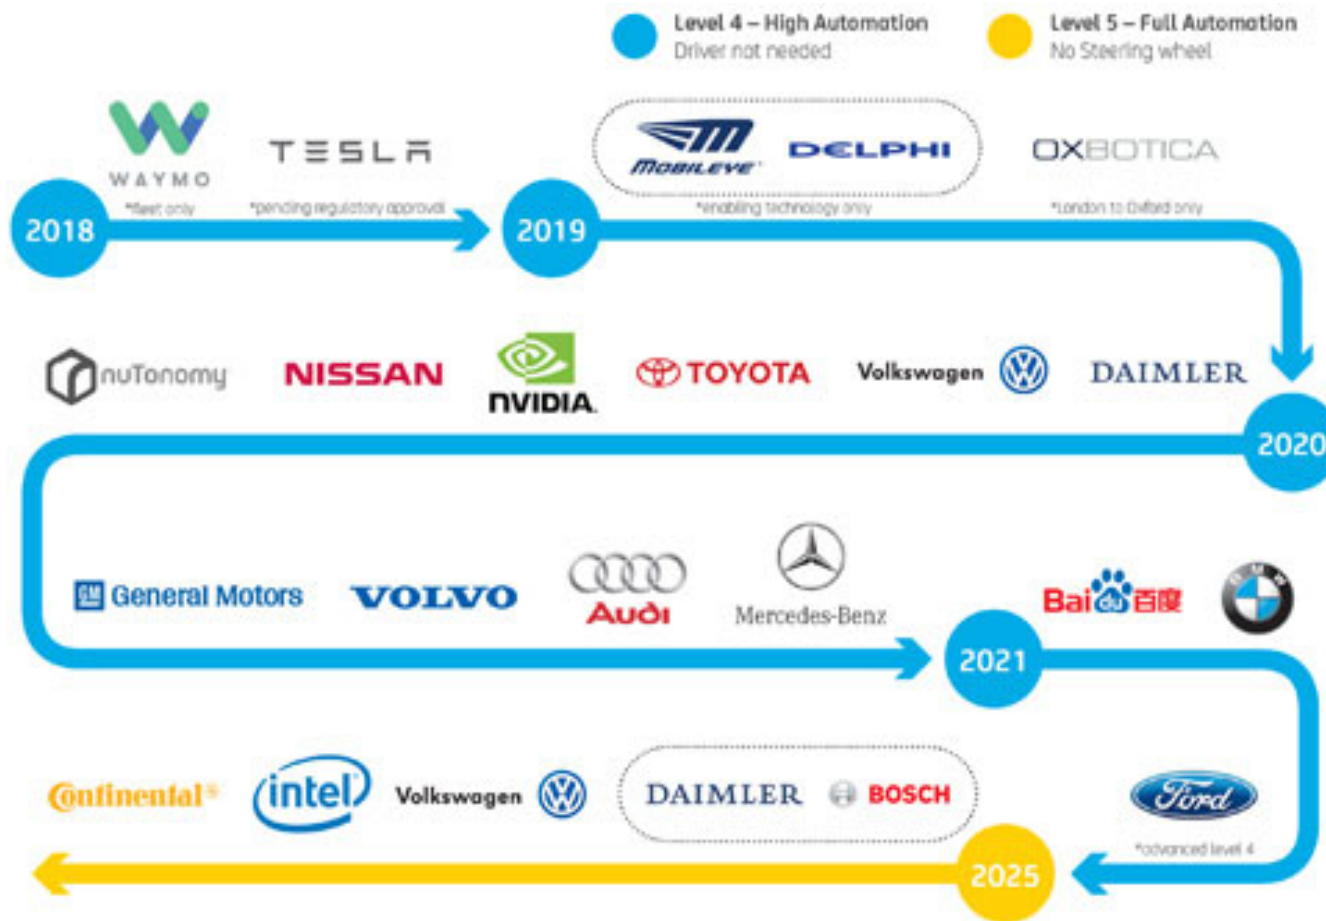 Level 4 – High Automation
Driver not needed
Level 5 – Full Automation
No Steering wheel
WAYMO
*fleet only
TESLA
*pending regulatory approval
MOBILEYE
DELPHI
*enabling technology only
OXBOTICA
*London to Oxford only
2018
2019
nuTonomy
NISSAN
NVIDIA.
TOYOTA
Volkswagen
DAIMLER
2020
GM General Motors
VOLVO
Audi
Mercedes-Benz
2021
Baidu百度
BMW
Continental
intel
Volkswagen
DAIMLER
BOSCH
Ford
*advanced level 4
2025